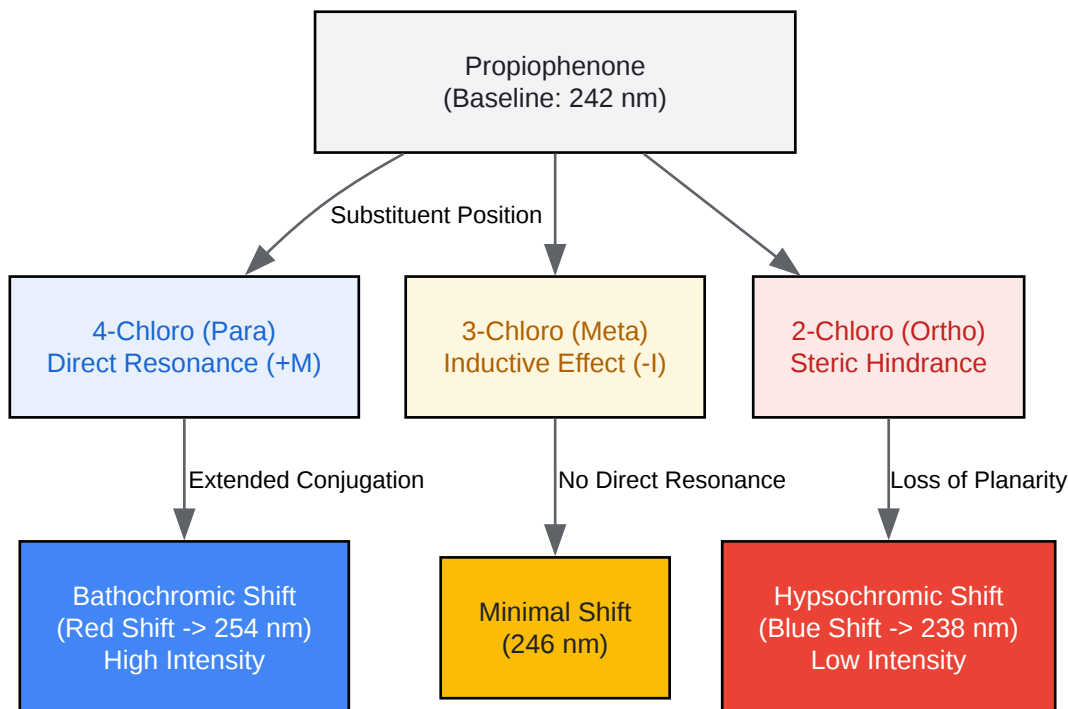 Propiophenone
(Baseline: 242 nm)
Substituent Position
4-Chloro (Para)
Direct Resonance (+M)
3-Chloro (Meta)
Inductive Effect (-I)
2-Chloro (Ortho)
Steric Hindrance
Extended Conjugation
No Direct Resonance
Loss of Planarity
Bathochromic Shift
(Red Shift -> 254 nm)
High Intensity
Minimal Shift
(246 nm)
Hypsochromic Shift
(Blue Shift -> 238 nm)
Low Intensity